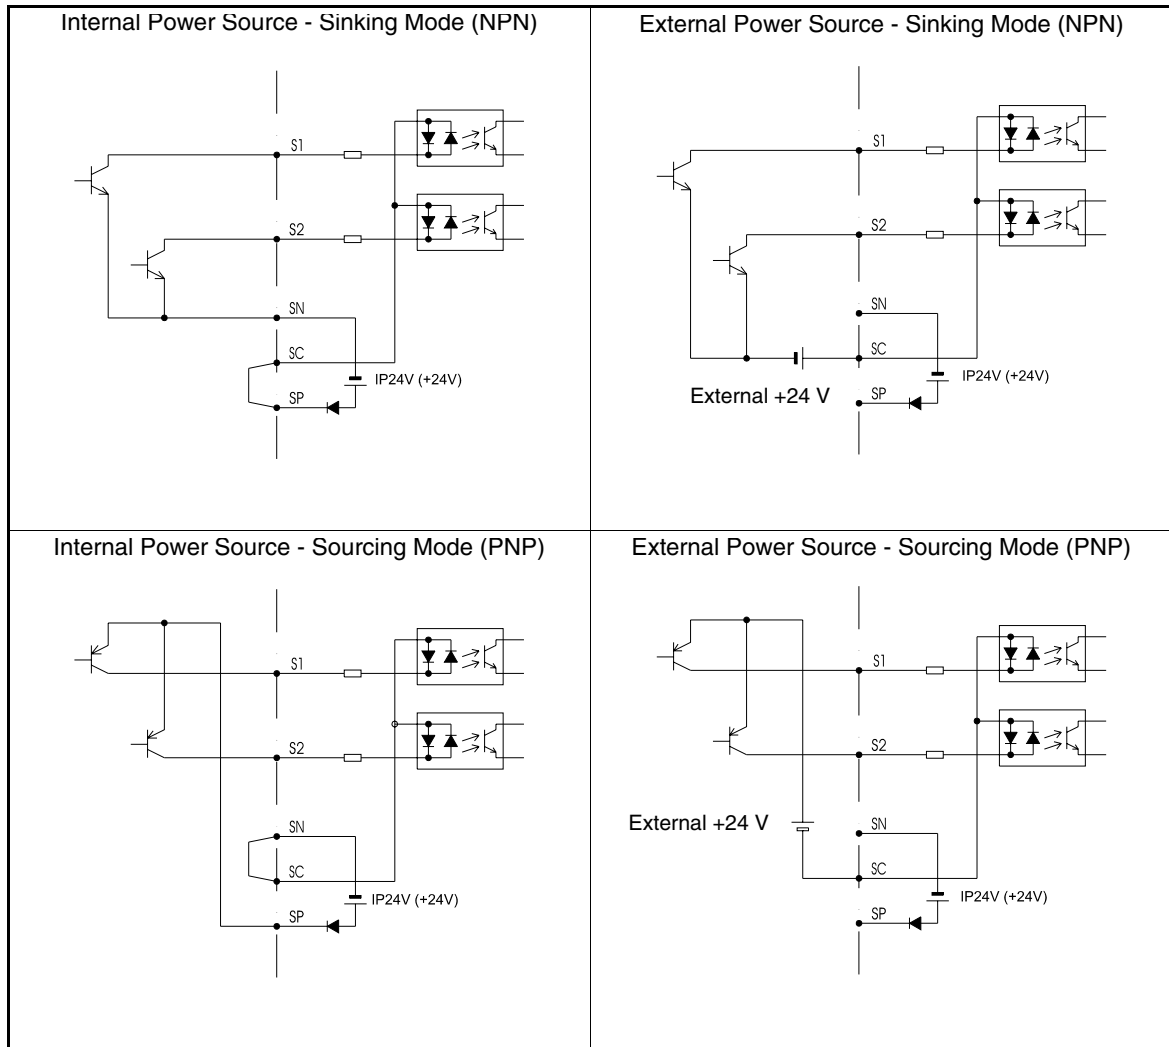 Internal Power Source - Sinking Mode (NPN)
S1
S2
SN
SC
IP24V (+24V)
SP
External Power Source - Sinking Mode (NPN)
S1
S2
SN
SC
IP24V (+24V)
External +24 V
SP
Internal Power Source - Sourcing Mode (PNP)
S1
S2
SN
SC
IP24V (+24V)
SP
External Power Source - Sourcing Mode (PNP)
S1
S2
External +24 V
SN
SC
IP24V (+24V)
SP